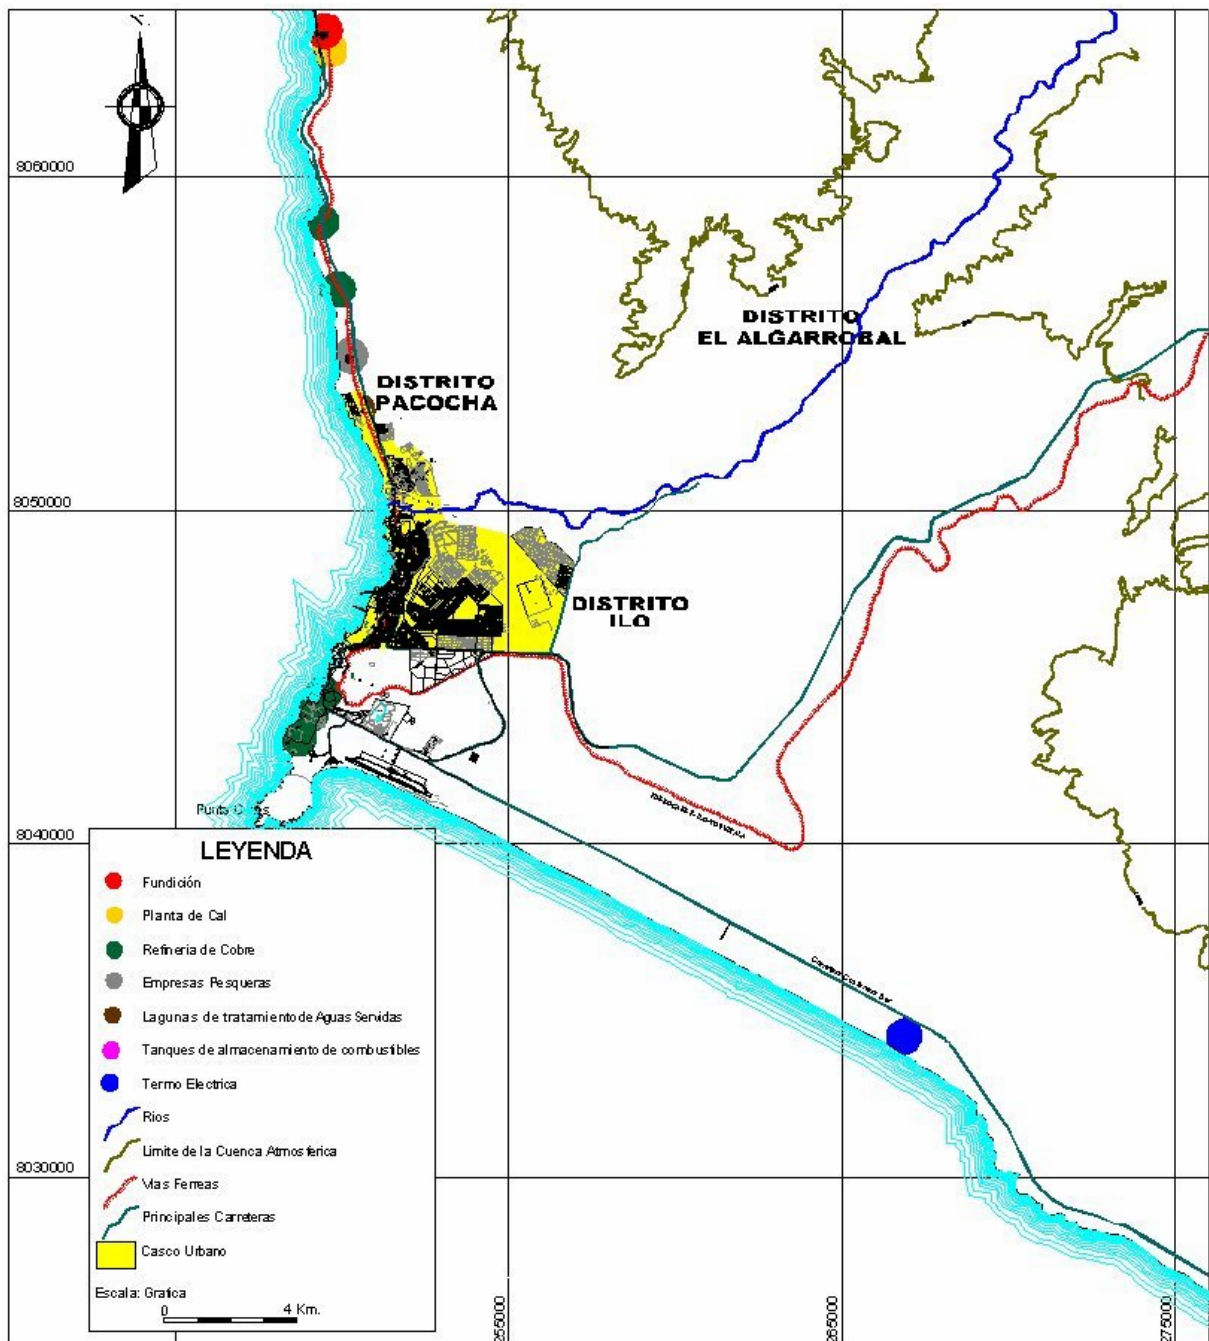 N
8060000
DISTRITO
EL ALGARROBAL
DISTRITO
PACOCHA
8050000
DISTRITO
ILO
Punta
8040000
LEYENDA
Fundición
Planta de Cal
Refineria de Cobre
Empresas Pesqueras
Lagunas de tratamiento de Aguas Servidas
Tanques de almacenamiento de combustibles
Termo Electrica
Rios
Limite de la Cuenca Atmosferica
Vias Ferreas
Principales Carreteras
Casco Urbano
Escala: Grafica
0 4 Km.
8030000
255000
265000
275000